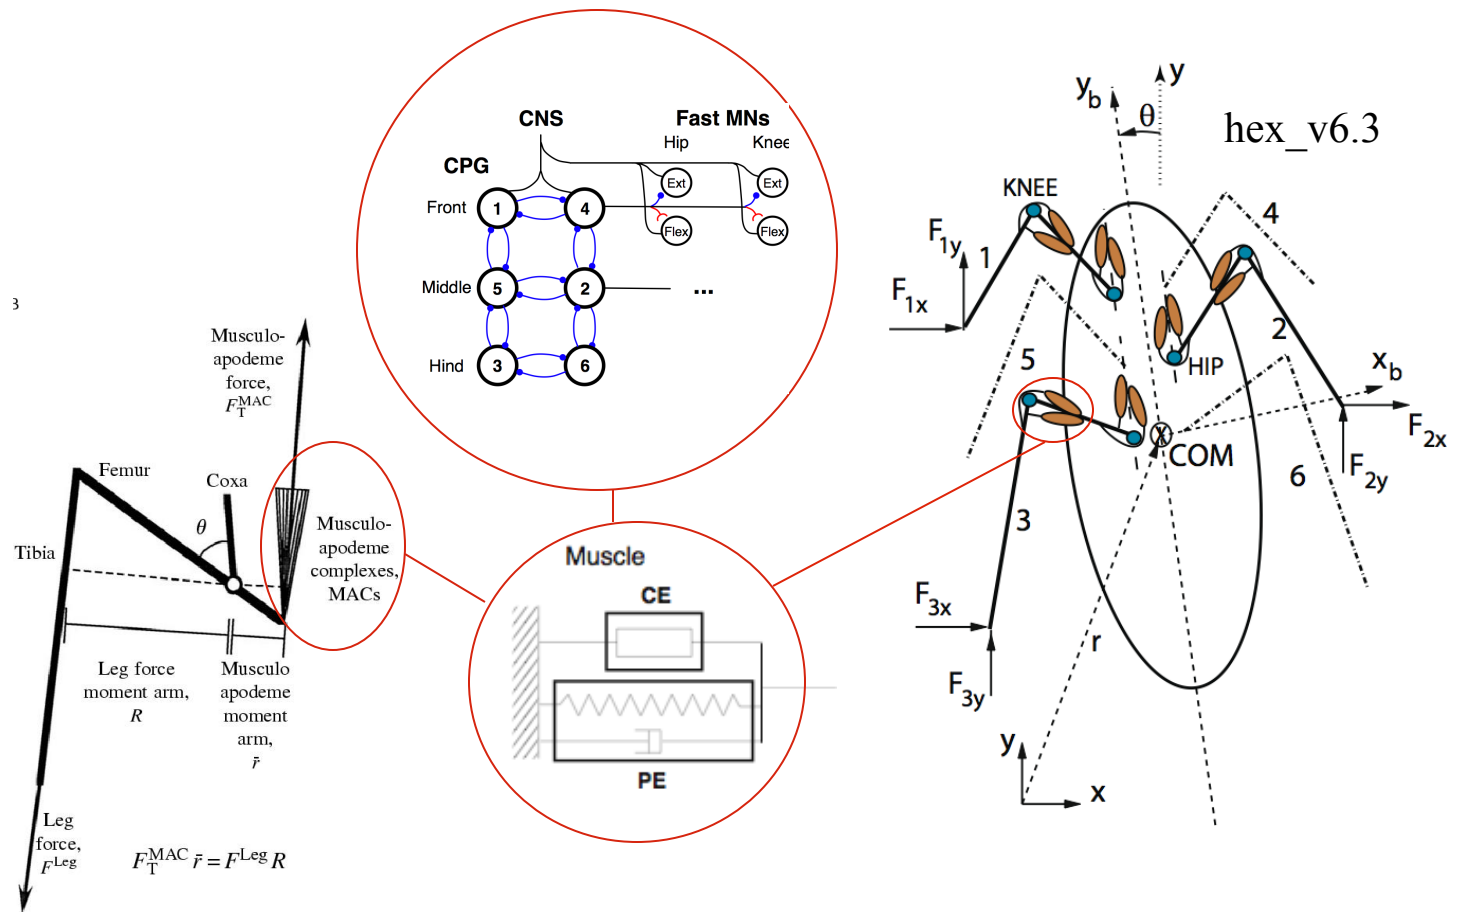 CNS
Fast MNs
Hip
Knee
CPG
Ext
Ext
Front
1
4
Flex
Flex
Middle
5
2
...
Hind
3
6
hex_v6.3
y
y_b
θ
KNEE
4
F_1y
1
F_1x
2
5
HIP
x_b
COM
F_2x
F_2y
6
3
F_3x
r
F_3y
y
x
Musculo-
apodeme
force,
F_T^MAC
Femur
Coxa
θ
Tibia
Musculo-
apodeme
complexes,
MACs
Leg force
moment arm,
R
Musculo
apodeme
moment
arm,
r̄
Leg
force,
F^Leg
F_T^MAC r̄ = F^Leg R
Muscle
CE
PE